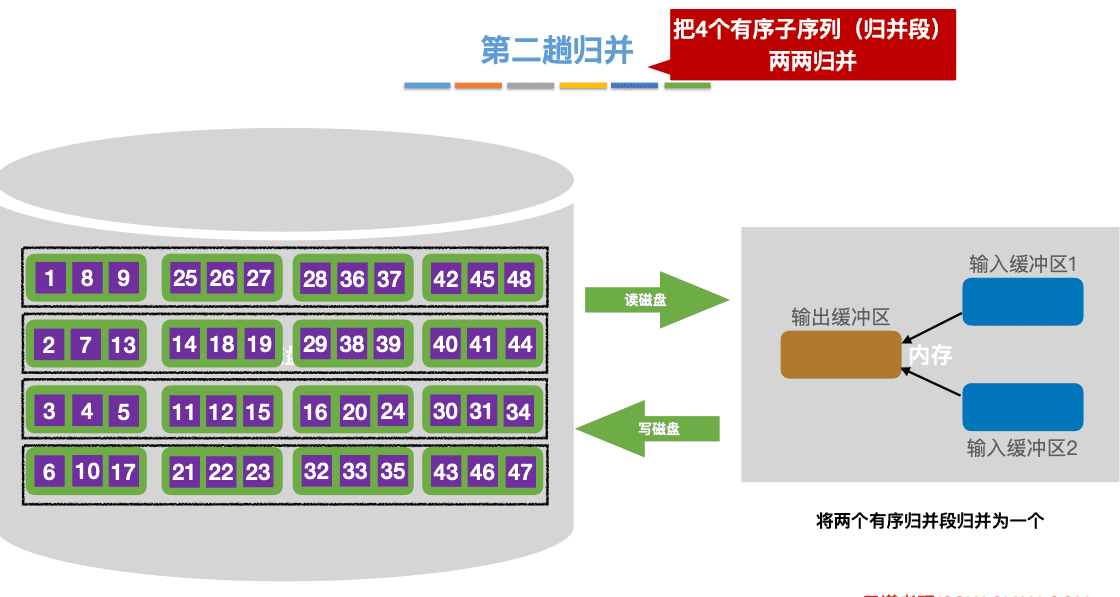 第二趟归并
把4个有序子序列（归并段）
两两归并
1 8 9 25 26 27 28 36 37 42 45 48
2 7 13 14 18 19 29 38 39 40 41 44
3 4 5 11 12 15 16 20 24 30 31 34
6 10 17 21 22 23 32 33 35 43 46 47
读磁盘
写磁盘
输入缓冲区1
输出缓冲区
内存
输入缓冲区2
将两个有序归并段归并为一个